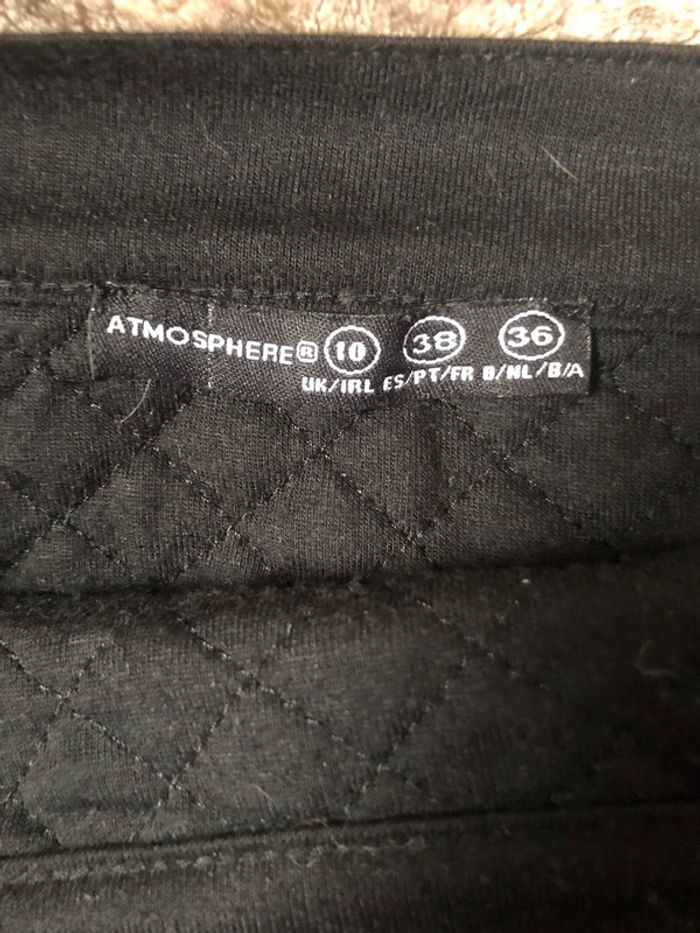 ATMOSPHERE® 10 38 36
UK/IRL ES/PT/FR B/NL/B/A